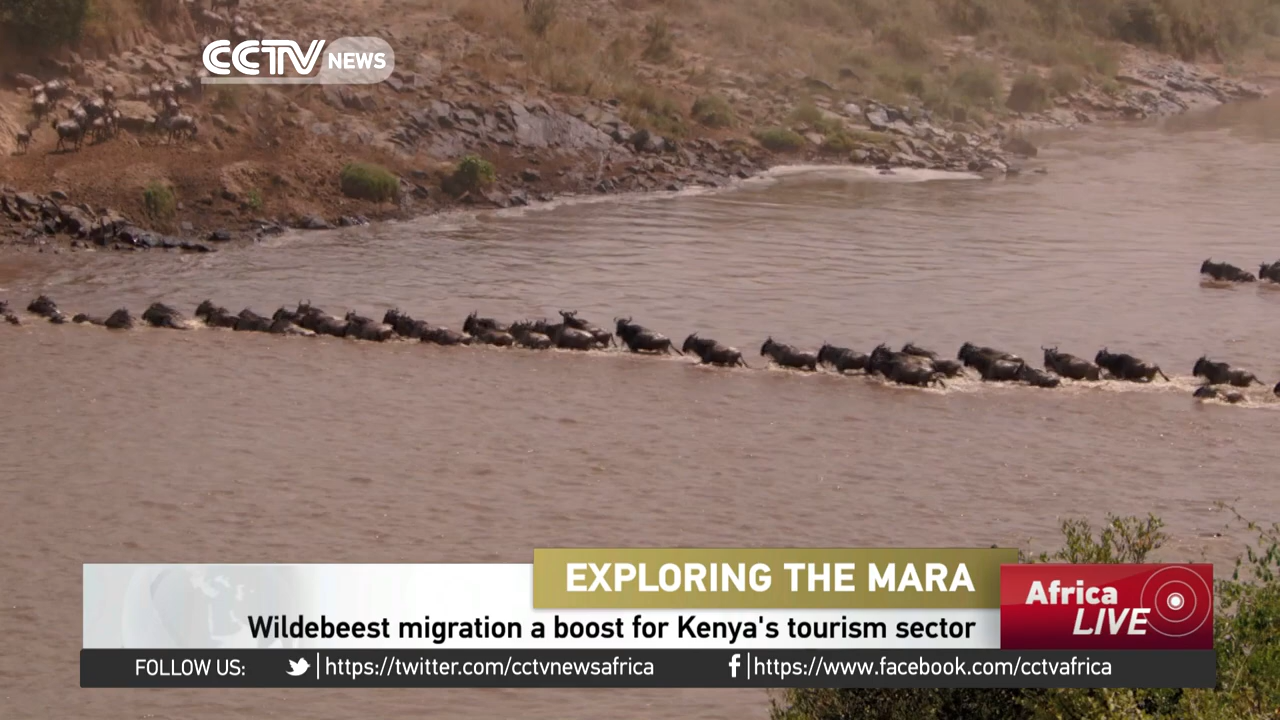 CCTV NEWS
EXPLORING THE MARA
Wildebeest migration a boost for Kenya's tourism sector
Africa
LIVE
FOLLOW US: https://twitter.com/cctvnewsafrica https://www.facebook.com/cctvafrica